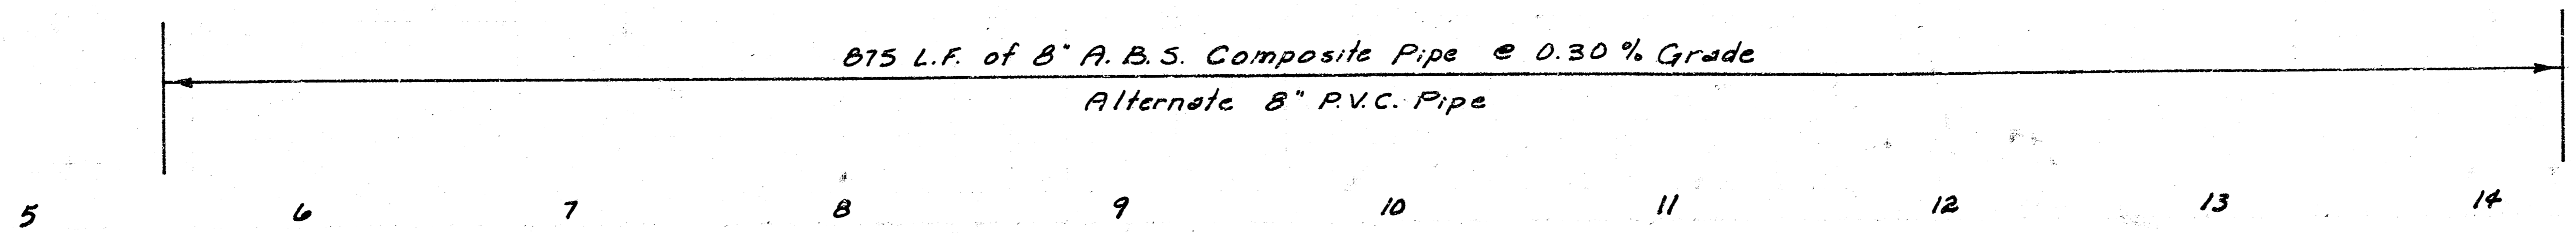 875 L.F. of 8" A.B.S. Composite Pipe @ 0.30 % Grade
Alternate 8" P.V.C. Pipe
5 6 7 8 9 10 11 12 13 14